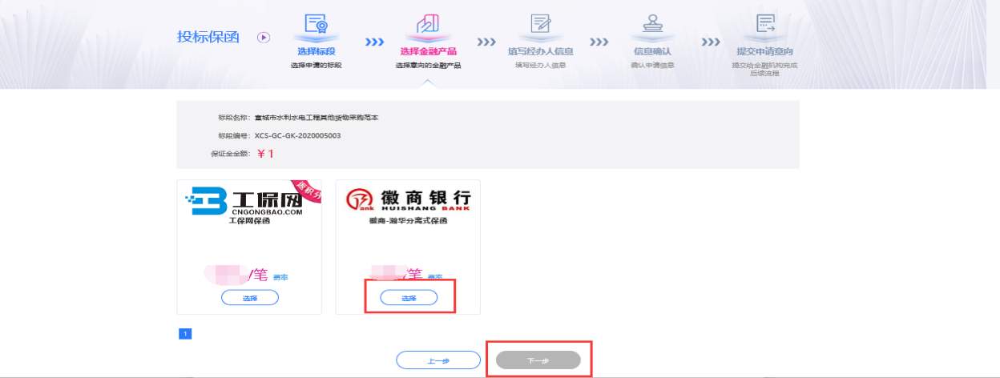 投标保函
选择标段
选择申请的标段
选择金融产品
选择意向的金融产品
填写经办人信息
填写经办人信息
信息确认
确认申请信息
提交申请意向
提交给金融机构完成
后续流程
标段名称: 宣城市水利水电工程其他货物采购范本
标段编号: XCS-GC-GK-2020005003
保证金金额: ¥ 1
返积分
工保网
CNGONGBAO.COM
工保网保函
/笔 费率
选择
徽商银行
HUISHANG BANK
徽商-瀚华分离式保函
/笔 费率
选择
1
上一步
下一步